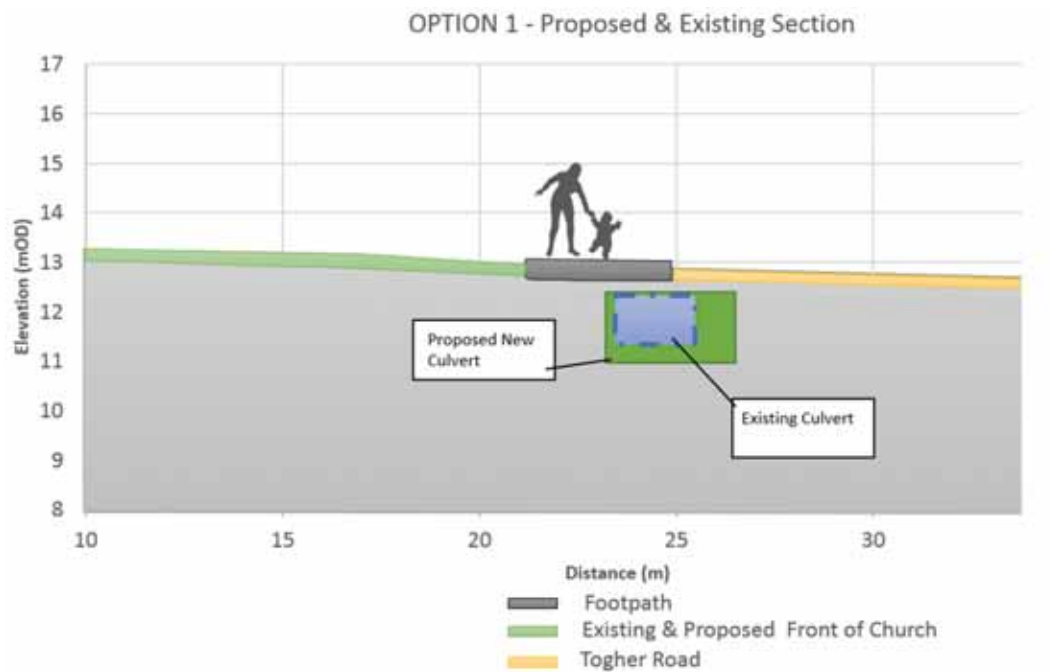 OPTION 1 - Proposed & Existing Section
17
16
15
14
13
12
11
10
9
8
Elevation (mOD)
Proposed New
Culvert
Existing Culvert
10 15 20 25 30
Distance (m)
Footpath
Existing & Proposed Front of Church
Togher Road